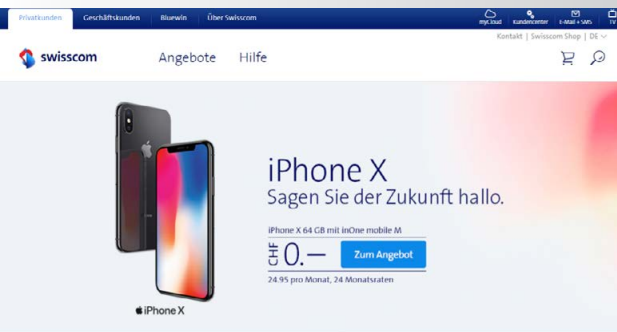 Privatkunden Geschäftskunden Bluewin Über Swisscom
myCloud Kundencenter E-Mail + SMS TV
Kontakt | Swisscom Shop | DE
swisscom Angebote Hilfe
iPhone X
Sagen Sie der Zukunft hallo.
iPhone X 64 GB mit inOne mobile M
CHF 0.— Zum Angebot
24.95 pro Monat, 24 Monatsraten
iPhone X